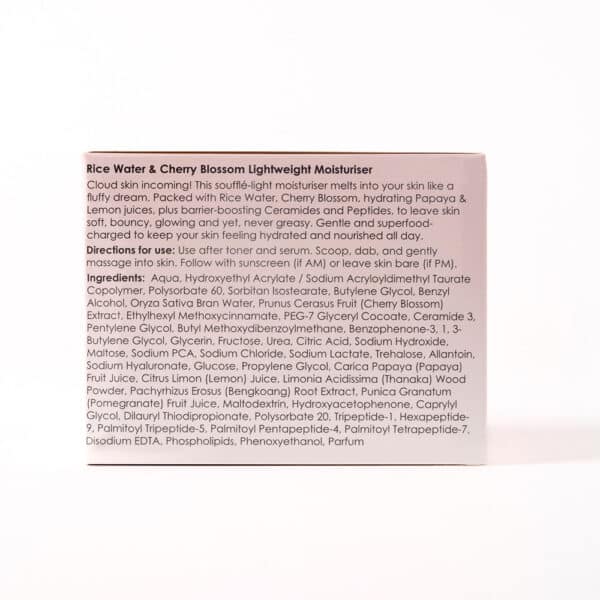 Rice Water & Cherry Blossom Lightweight Moisturiser
Cloud skin incoming! This soufflé-light moisturiser melts into your skin like a
fluffy dream. Packed with Rice Water, Cherry Blossom, hydrating Papaya &
Lemon juices, plus barrier-boosting Ceramides and Peptides, to leave skin
soft, bouncy, glowing and yet, never greasy. Gentle and superfood-
charged to keep your skin feeling hydrated and nourished all day.
Directions for use: Use after toner and serum. Scoop, dab, and gently
massage into skin. Follow with sunscreen (if AM) or leave skin bare (if PM).
Ingredients: Aqua, Hydroxyethyl Acrylate / Sodium Acryloyldimethyl Taurate
Copolymer, Polysorbate 60, Sorbitan Isostearate, Butylene Glycol, Benzyl
Alcohol, Oryza Sativa Bran Water, Prunus Cerasus Fruit (Cherry Blossom)
Extract, Ethylhexyl Methoxycinnamate, PEG-7 Glyceryl Cocoate, Ceramide 3,
Pentylene Glycol, Butyl Methoxydibenzoylmethane, Benzophenone-3, 1, 3-
Butylene Glycol, Glycerin, Fructose, Urea, Citric Acid, Sodium Hydroxide,
Maltose, Sodium PCA, Sodium Chloride, Sodium Lactate, Trehalose, Allantoin,
Sodium Hyaluronate, Glucose, Propylene Glycol, Carica Papaya (Papaya)
Fruit Juice, Citrus Limon (Lemon) Juice, Limonia Acidissima (Thanaka) Wood
Powder, Pachyrhizus Erosus (Bengkoang) Root Extract, Punica Granatum
(Pomegranate) Fruit Juice, Maltodextrin, Hydroxyacetophenone, Caprylyl
Glycol, Dilauryl Thiodipropionate, Polysorbate 20, Tripeptide-1, Hexapeptide-
9, Palmitoyl Tripeptide-5, Palmitoyl Pentapeptide-4, Palmitoyl Tetrapeptide-7,
Disodium EDTA, Phospholipids, Phenoxyethanol, Parfum